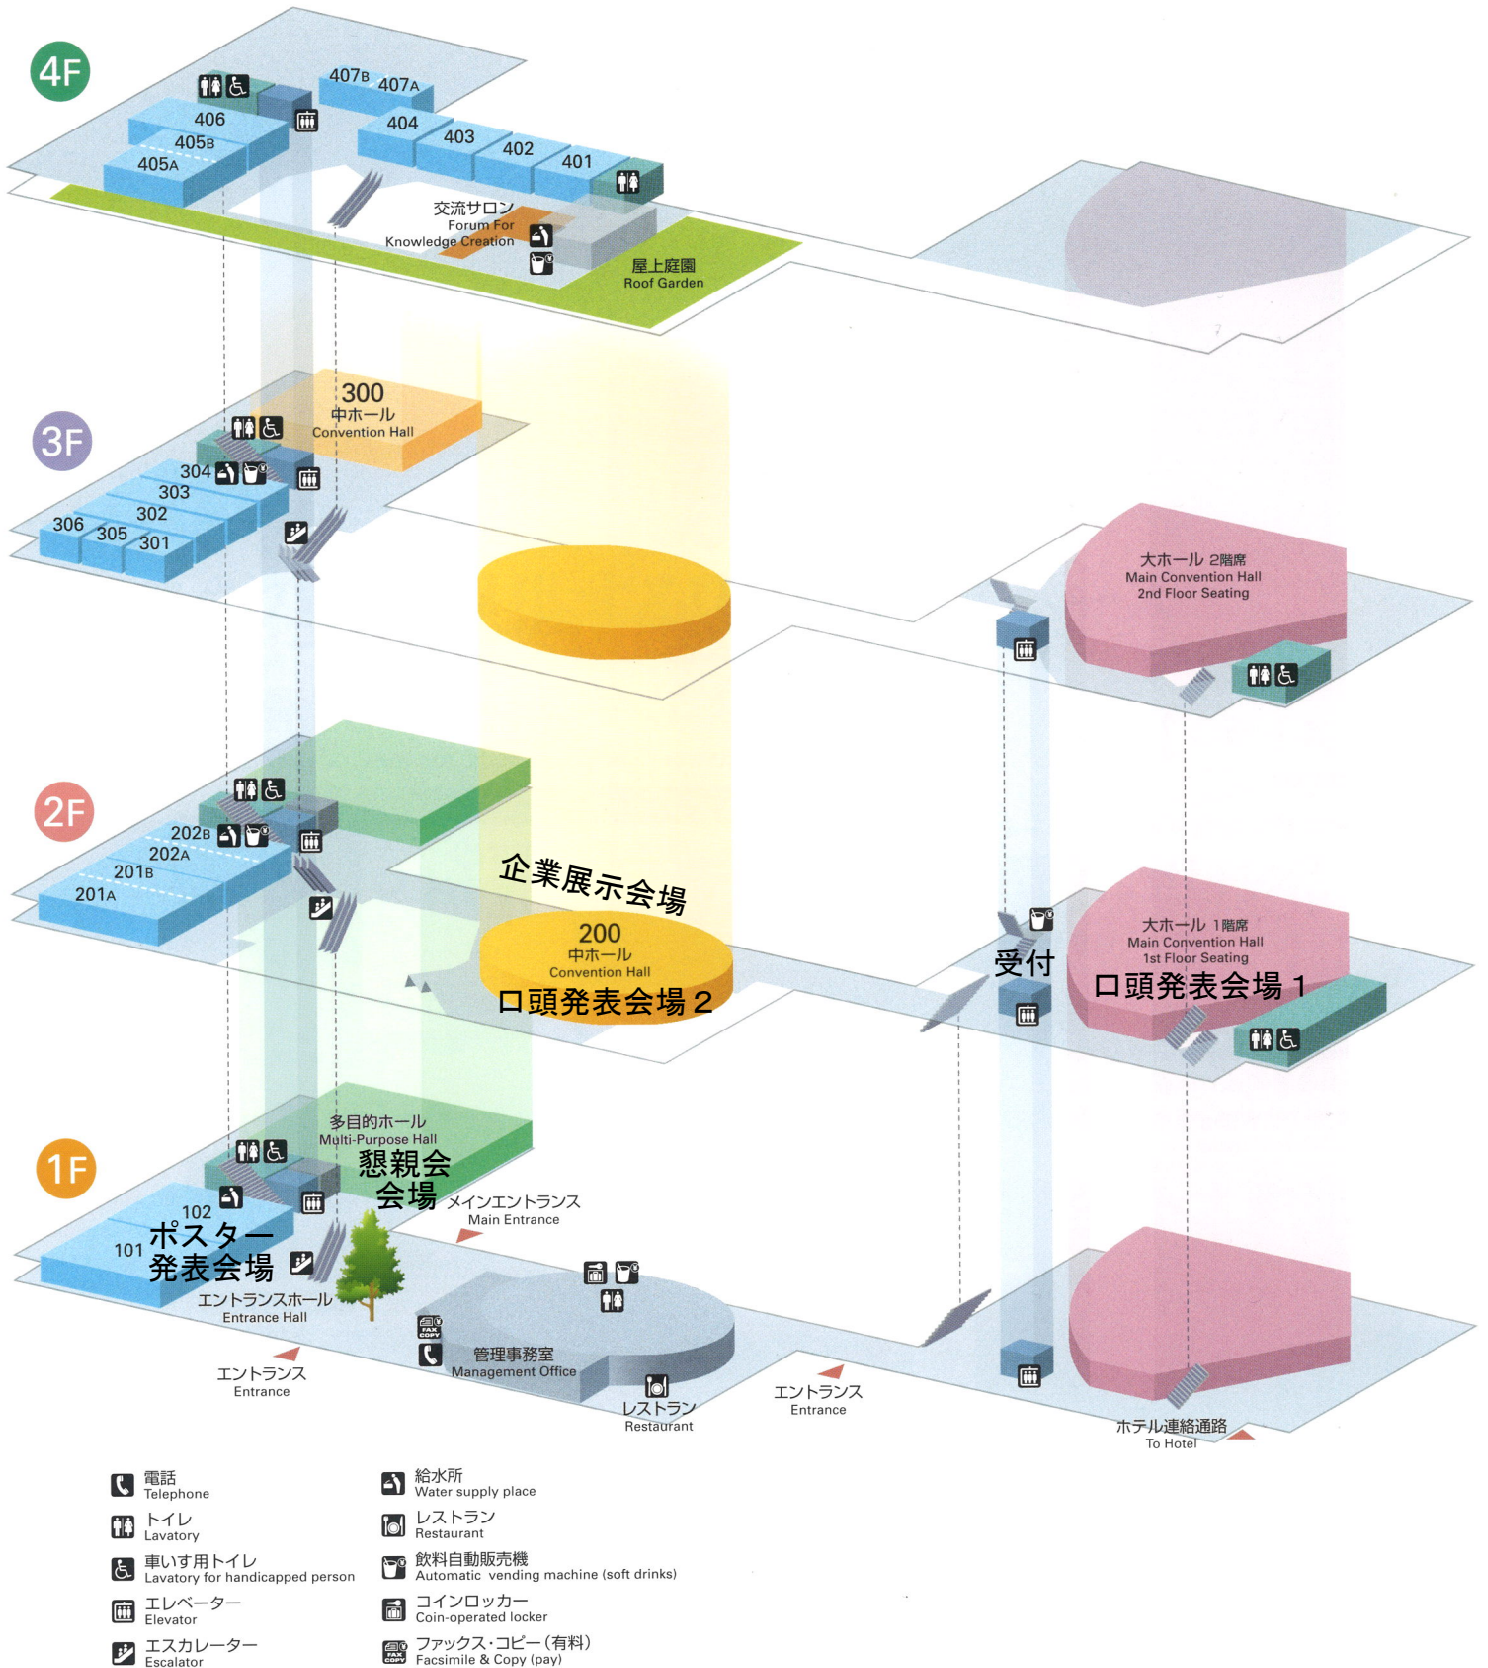 4F
407B
407A
406
405B
405A
404
403
402
401
交流サロン
Forum For
Knowledge Creation
屋上庭園
Roof Garden
3F
300
中ホール
Convention Hall
304
303
302
301
306
305
大ホール 2階席
Main Convention Hall
2nd Floor Seating
2F
202B
202A
201B
201A
企業展示会場
200
中ホール
Convention Hall
口頭発表会場2
受付
大ホール 1階席
Main Convention Hall
1st Floor Seating
口頭発表会場1
1F
多目的ホール
Multi-Purpose Hall
懇親会
会場
102
101
ポスター
発表会場
メインエントランス
Main Entrance
エントランスホール
Entrance Hall
エントランス
Entrance
FAX
COPY
管理事務室
Management Office
レストラン
Restaurant
エントランス
Entrance
ホテル連絡通路
To Hotel
電話
Telephone
トイレ
Lavatory
車いす用トイレ
Lavatory for handicapped person
エレベーター
Elevator
エスカレーター
Escalator
給水所
Water supply place
レストラン
Restaurant
飲料自動販売機
Automatic vending machine (soft drinks)
コインロッカー
Coin-operated locker
FAX
COPY
ファックス・コピー(有料)
Facsimile & Copy (pay)